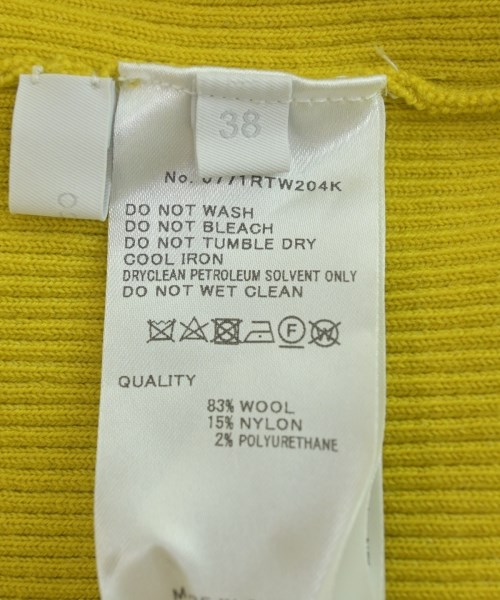 38
No. 0771RTW204K
DO NOT WASH
DO NOT BLEACH
DO NOT TUMBLE DRY
COOL IRON
DRYCLEAN PETROLEUM SOLVENT ONLY
DO NOT WET CLEAN
F W
QUALITY
83% WOOL
15% NYLON
2% POLYURETHANE